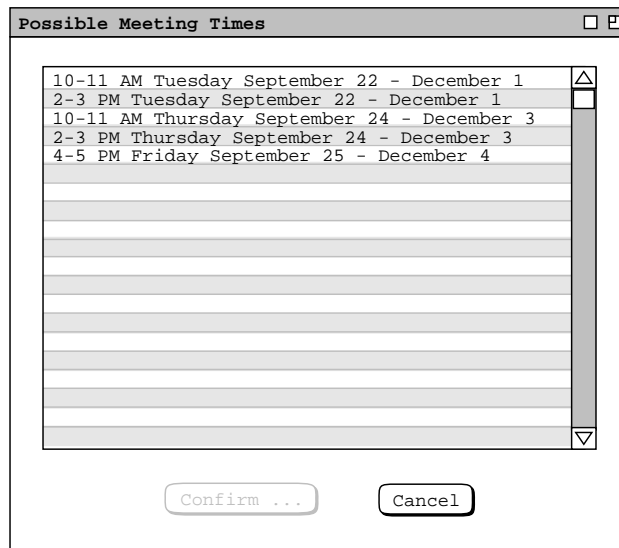 Possible Meeting Times
10-11 AM Tuesday September 22 - December 1
2-3 PM Tuesday September 22 - December 1
10-11 AM Thursday September 24 - December 3
2-3 PM Thursday September 24 - December 3
4-5 PM Friday September 25 - December 4
Confirm ...
Cancel